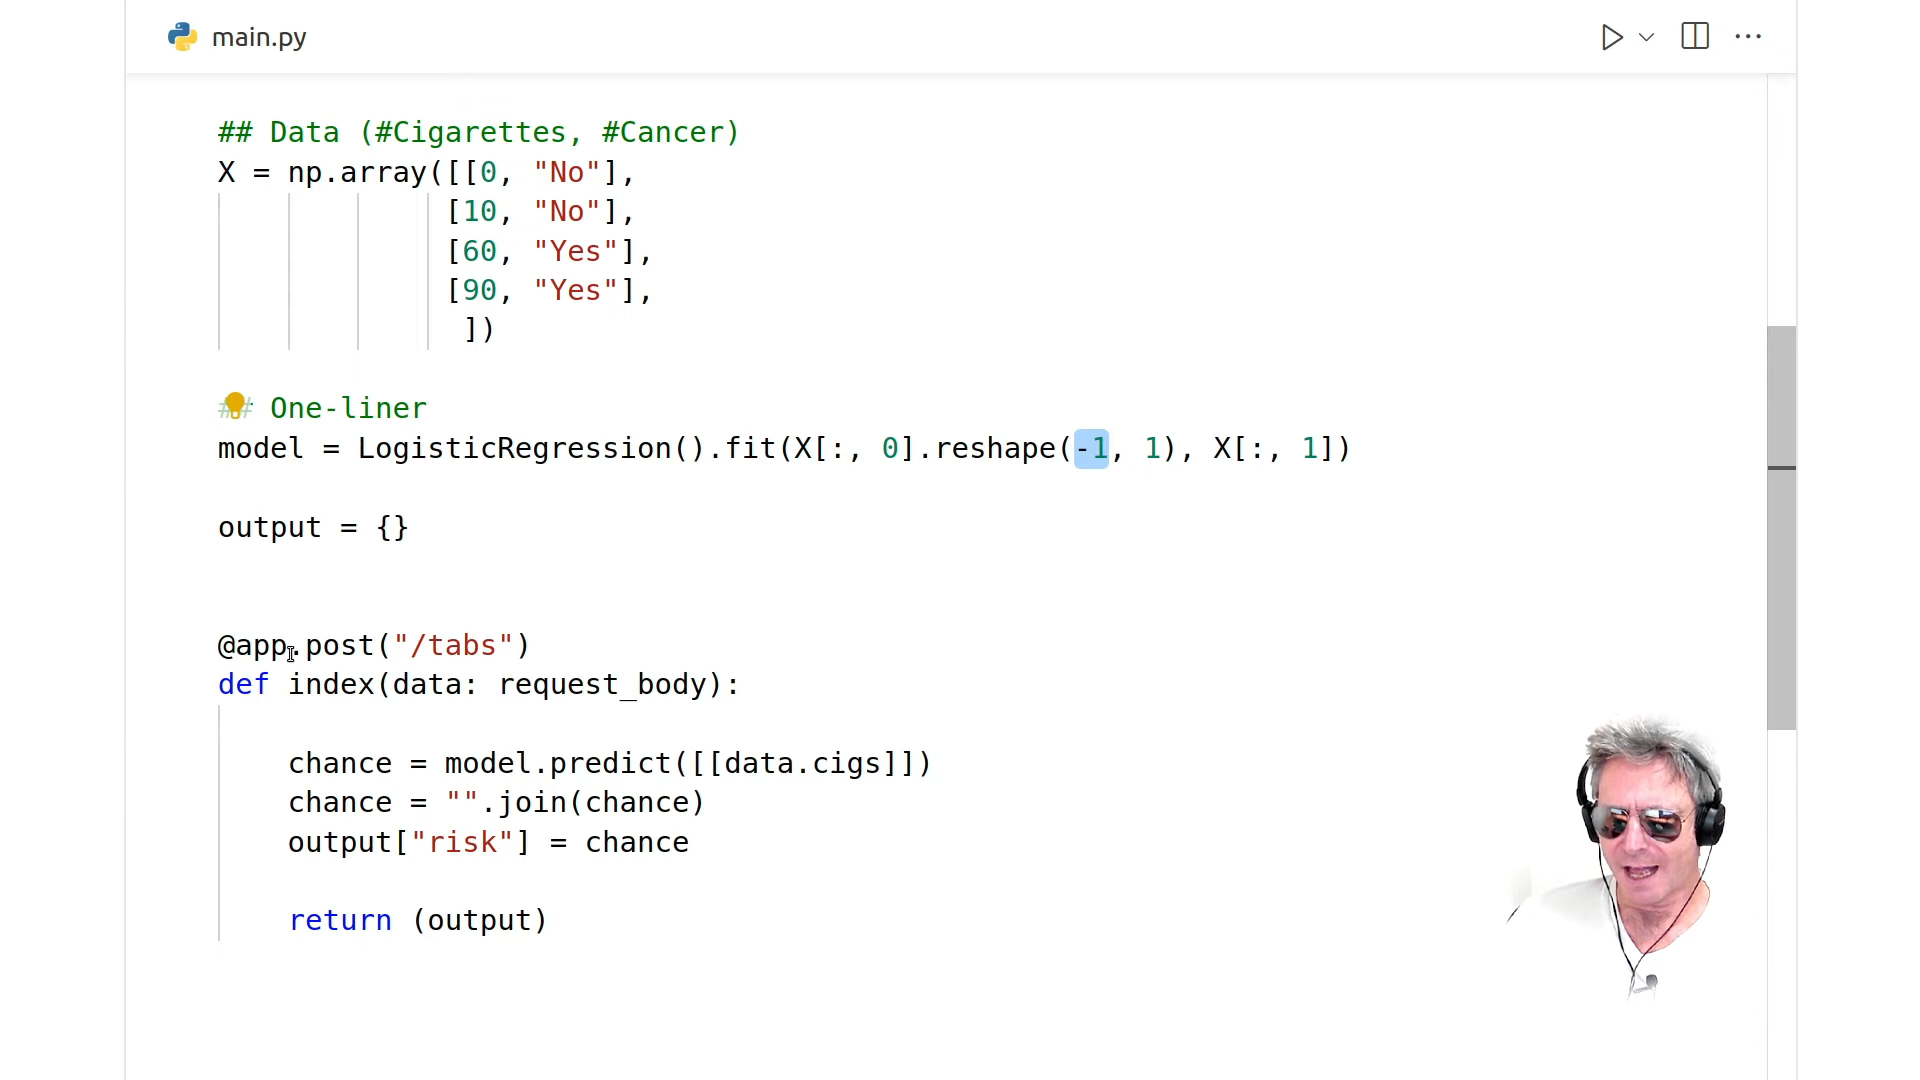 main.py
## Data (#Cigarettes, #Cancer)
X = np.array([[0, "No"],
[10, "No"],
[60, "Yes"],
[90, "Yes"],
])
## One-liner
model = LogisticRegression().fit(X[:, 0].reshape(-1, 1), X[:, 1])
output = {}
@app.post("/tabs")
def index(data: request_body):
chance = model.predict([[data.cigs]])
chance = "".join(chance)
output["risk"] = chance
return (output)